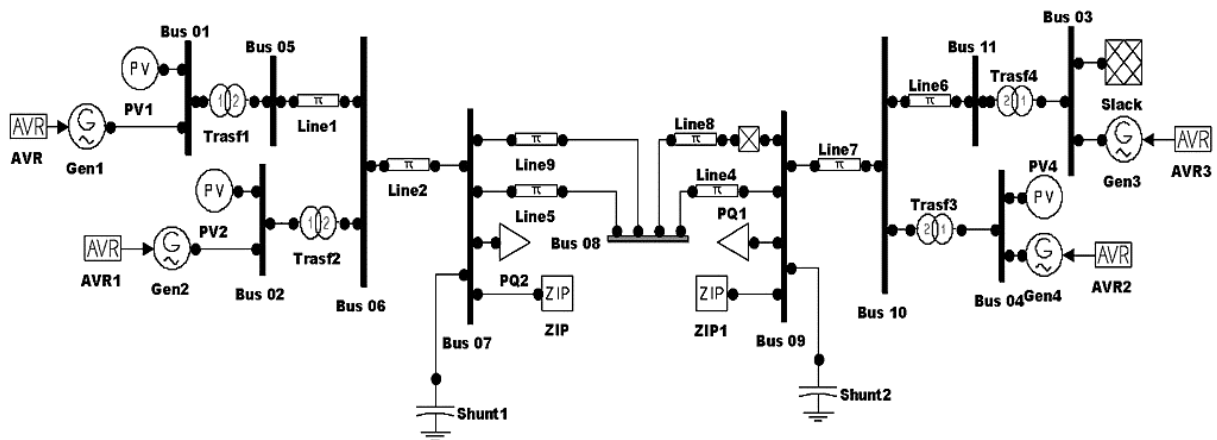 Bus 01
Bus 05
PV
PV1
Trasf1
1 2
Line1
π
AVR
AVR
G
Gen1
PV
PV2
Trasf2
1 2
AVR
AVR1
G
Gen2
Bus 02
Bus 06
Line2
π
Line9
π
Line5
π
Bus 08
PQ2
ZIP
ZIP
Bus 07
Shunt1
Line8
π
Line4
π
PQ1
ZIP
ZIP1
Bus 09
Shunt2
Line7
π
Bus 10
Line6
π
Bus 11
Trasf4
2 1
Bus 03
Slack
G
Gen3
AVR
AVR3
Trasf3
2 1
PV4
PV
G
Gen4
Bus 04
AVR
AVR2